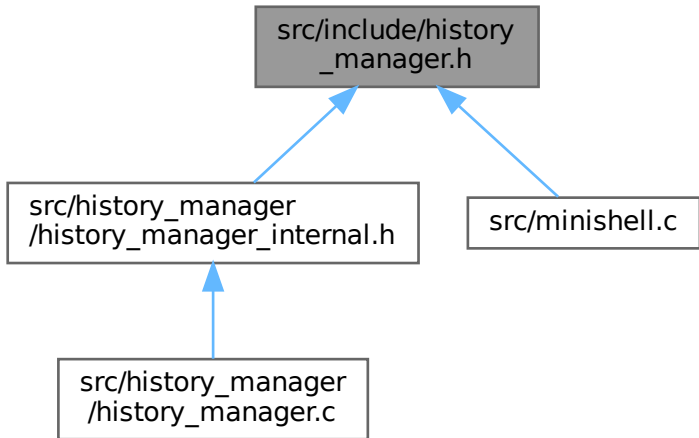 src/include/history
_manager.h
src/history_manager
/history_manager_internal.h
src/minishell.c
src/history_manager
/history_manager.c